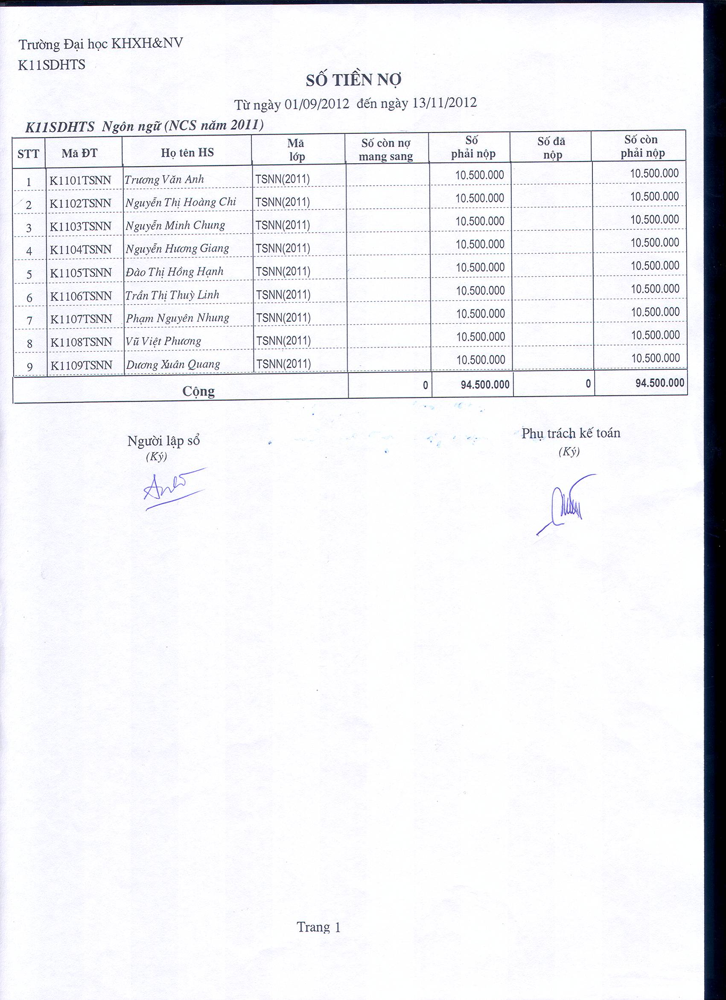 Trường Đại học KHXH&NV
K11SDHTS
SỐ TIỀN NỢ
Từ ngày 01/09/2012 đến ngày 13/11/2012
K11SDHTS Ngôn ngữ (NCS năm 2011)
STT Mã ĐT Họ tên HS Mã lớp Số còn nợ mang sang Số phải nộp Số đã nộp Số còn phải nộp
1 K1101TSNN Trương Văn Anh TSNN(2011) 10.500.000 10.500.000
2 K1102TSNN Nguyễn Thị Hoàng Chi TSNN(2011) 10.500.000 10.500.000
3 K1103TSNN Nguyễn Minh Chung TSNN(2011) 10.500.000 10.500.000
4 K1104TSNN Nguyễn Hương Giang TSNN(2011) 10.500.000 10.500.000
5 K1105TSNN Đào Thị Hồng Hạnh TSNN(2011) 10.500.000 10.500.000
6 K1106TSNN Trần Thị Thuỳ Linh TSNN(2011) 10.500.000 10.500.000
7 K1107TSNN Phạm Nguyên Nhung TSNN(2011) 10.500.000 10.500.000
8 K1108TSNN Vũ Việt Phương TSNN(2011) 10.500.000 10.500.000
9 K1109TSNN Dương Xuân Quang TSNN(2011) 10.500.000 10.500.000
Cộng 0 94.500.000 0 94.500.000
Người lập sổ Phụ trách kế toán
(Ký) (Ký)
Trang 1